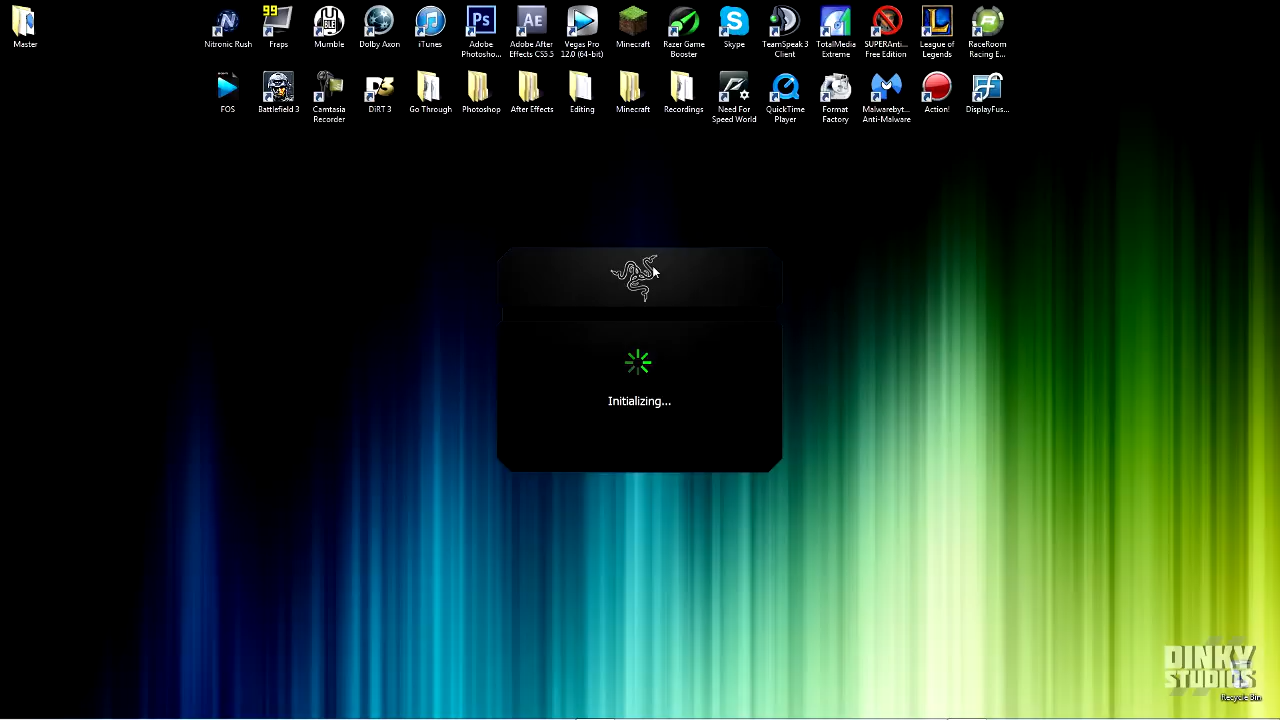 99
Master
Nitronic Rush
Fraps
Mumble
Dolby Axon
iTunes
Adobe Photosho...
Adobe After Effects CS5.5
Vegas Pro 12.0 (64-bit)
Minecraft
Razer Game Booster
Skype
TeamSpeak 3 Client
TotalMedia Extreme
SUPERAnti... Free Edition
League of Legends
RaceRoom Racing E...
FOS
Battlefield 3
Camtasia Recorder
DiRT 3
Go Through
Photoshop
After Effects
Editing
Minecraft
Recordings
Need For Speed World
QuickTime Player
Format Factory
Malwarebyt... Anti-Malware
Action!
DisplayFus...
Initializing...
DINKY
STUDIOS
Recycle Bin